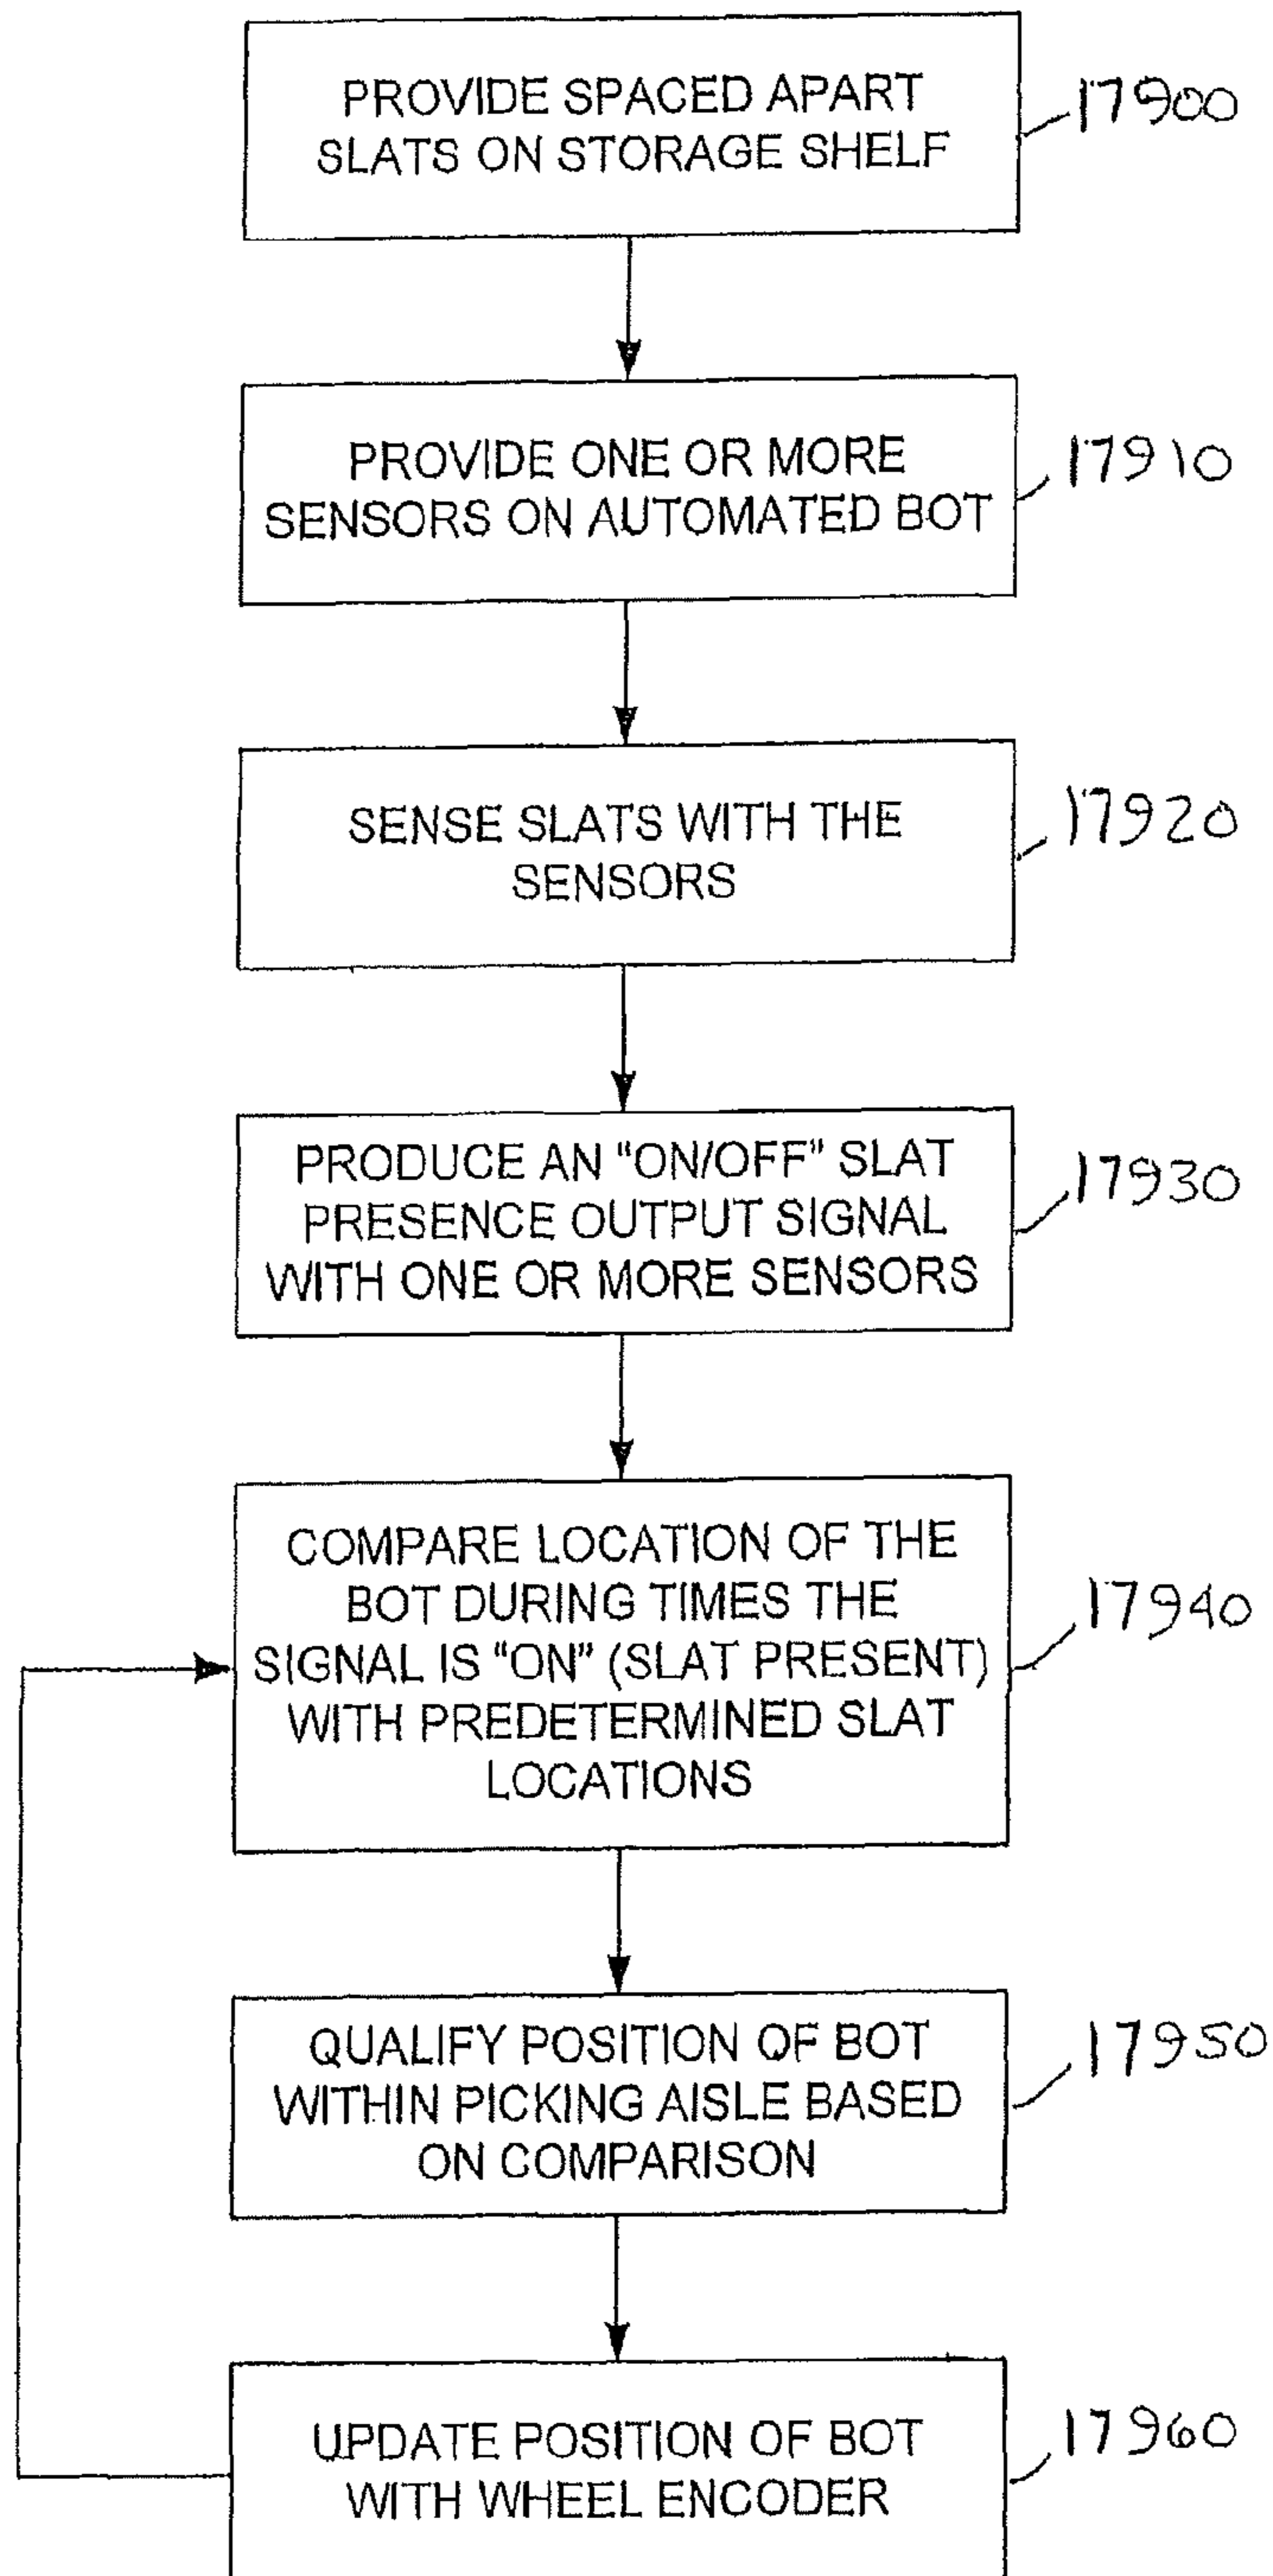 PROVIDE SPACED APART
SLATS ON STORAGE SHELF
17900
PROVIDE ONE OR MORE
SENSORS ON AUTOMATED BOT
17910
SENSE SLATS WITH THE
SENSORS
17920
PRODUCE AN "ON/OFF" SLAT
PRESENCE OUTPUT SIGNAL
WITH ONE OR MORE SENSORS
17930
COMPARE LOCATION OF THE
BOT DURING TIMES THE
SIGNAL IS "ON" (SLAT PRESENT)
WITH PREDETERMINED SLAT
LOCATIONS
17940
QUALIFY POSITION OF BOT
WITHIN PICKING AISLE BASED
ON COMPARISON
17950
UPDATE POSITION OF BOT
WITH WHEEL ENCODER
17960